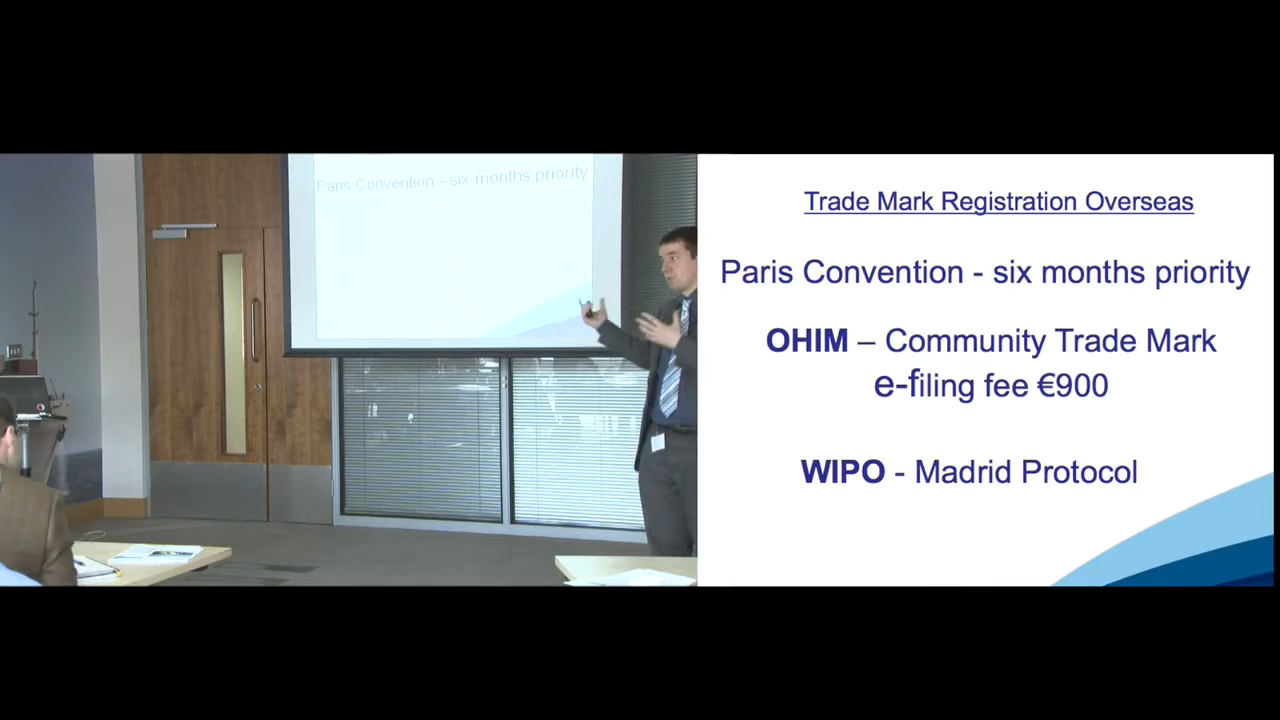 Paris Convention - six months priority
Trade Mark Registration Overseas
Paris Convention - six months priority
OHIM – Community Trade Mark
e-filing fee €900
WIPO - Madrid Protocol